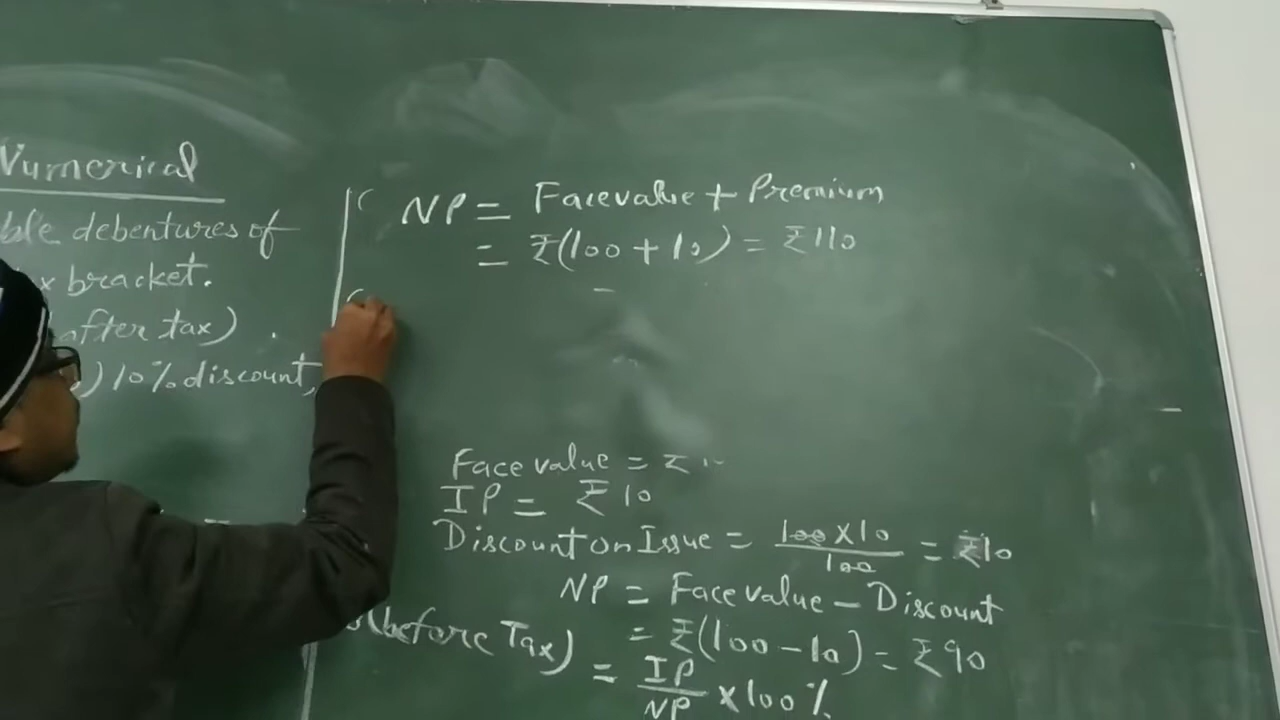 Numerical
ble debentures of
x bracket.
after tax) .
) 10% discount,
( NP = Facevalue + Premium
= ₹(100 + 10) = ₹110
(
Face value = ₹
IP = ₹10
Discount on Issue = 100 X 10 / 100 = ₹10
NP = Face value - Discount
= ₹(100 - 10) = ₹90
(before Tax) = IP / NP × 100%